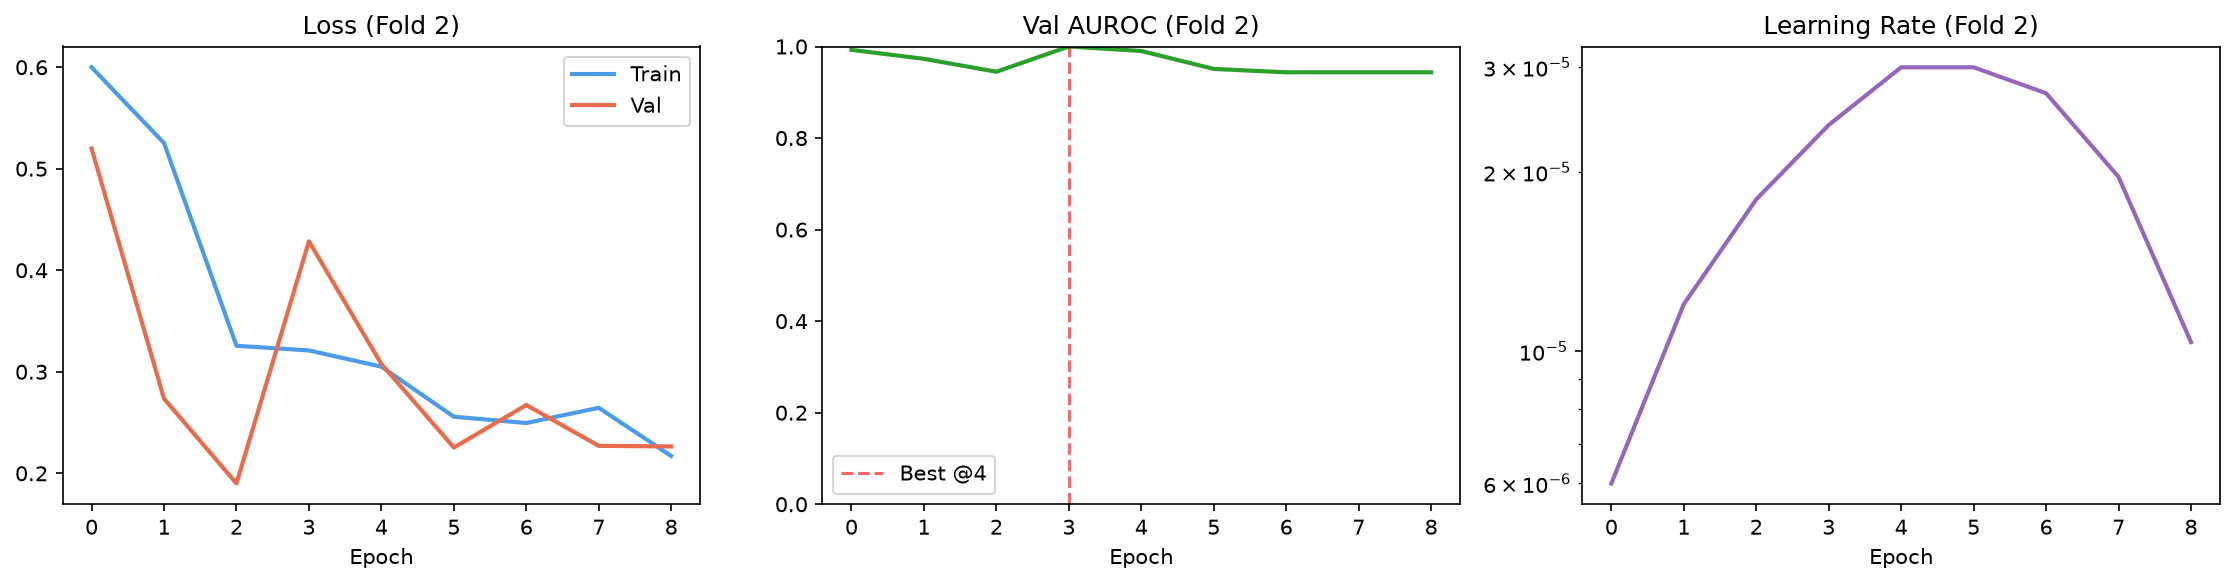 Loss (Fold 2)
0.6
0.5
0.4
0.3
0.2
Train
Val
0 1 2 3 4 5 6 7 8
Epoch
Val AUROC (Fold 2)
1.0
0.8
0.6
0.4
0.2
0.0
Best @4
0 1 2 3 4 5 6 7 8
Epoch
Learning Rate (Fold 2)
3 × 10⁻⁵
2 × 10⁻⁵
10⁻⁵
6 × 10⁻⁶
0 1 2 3 4 5 6 7 8
Epoch